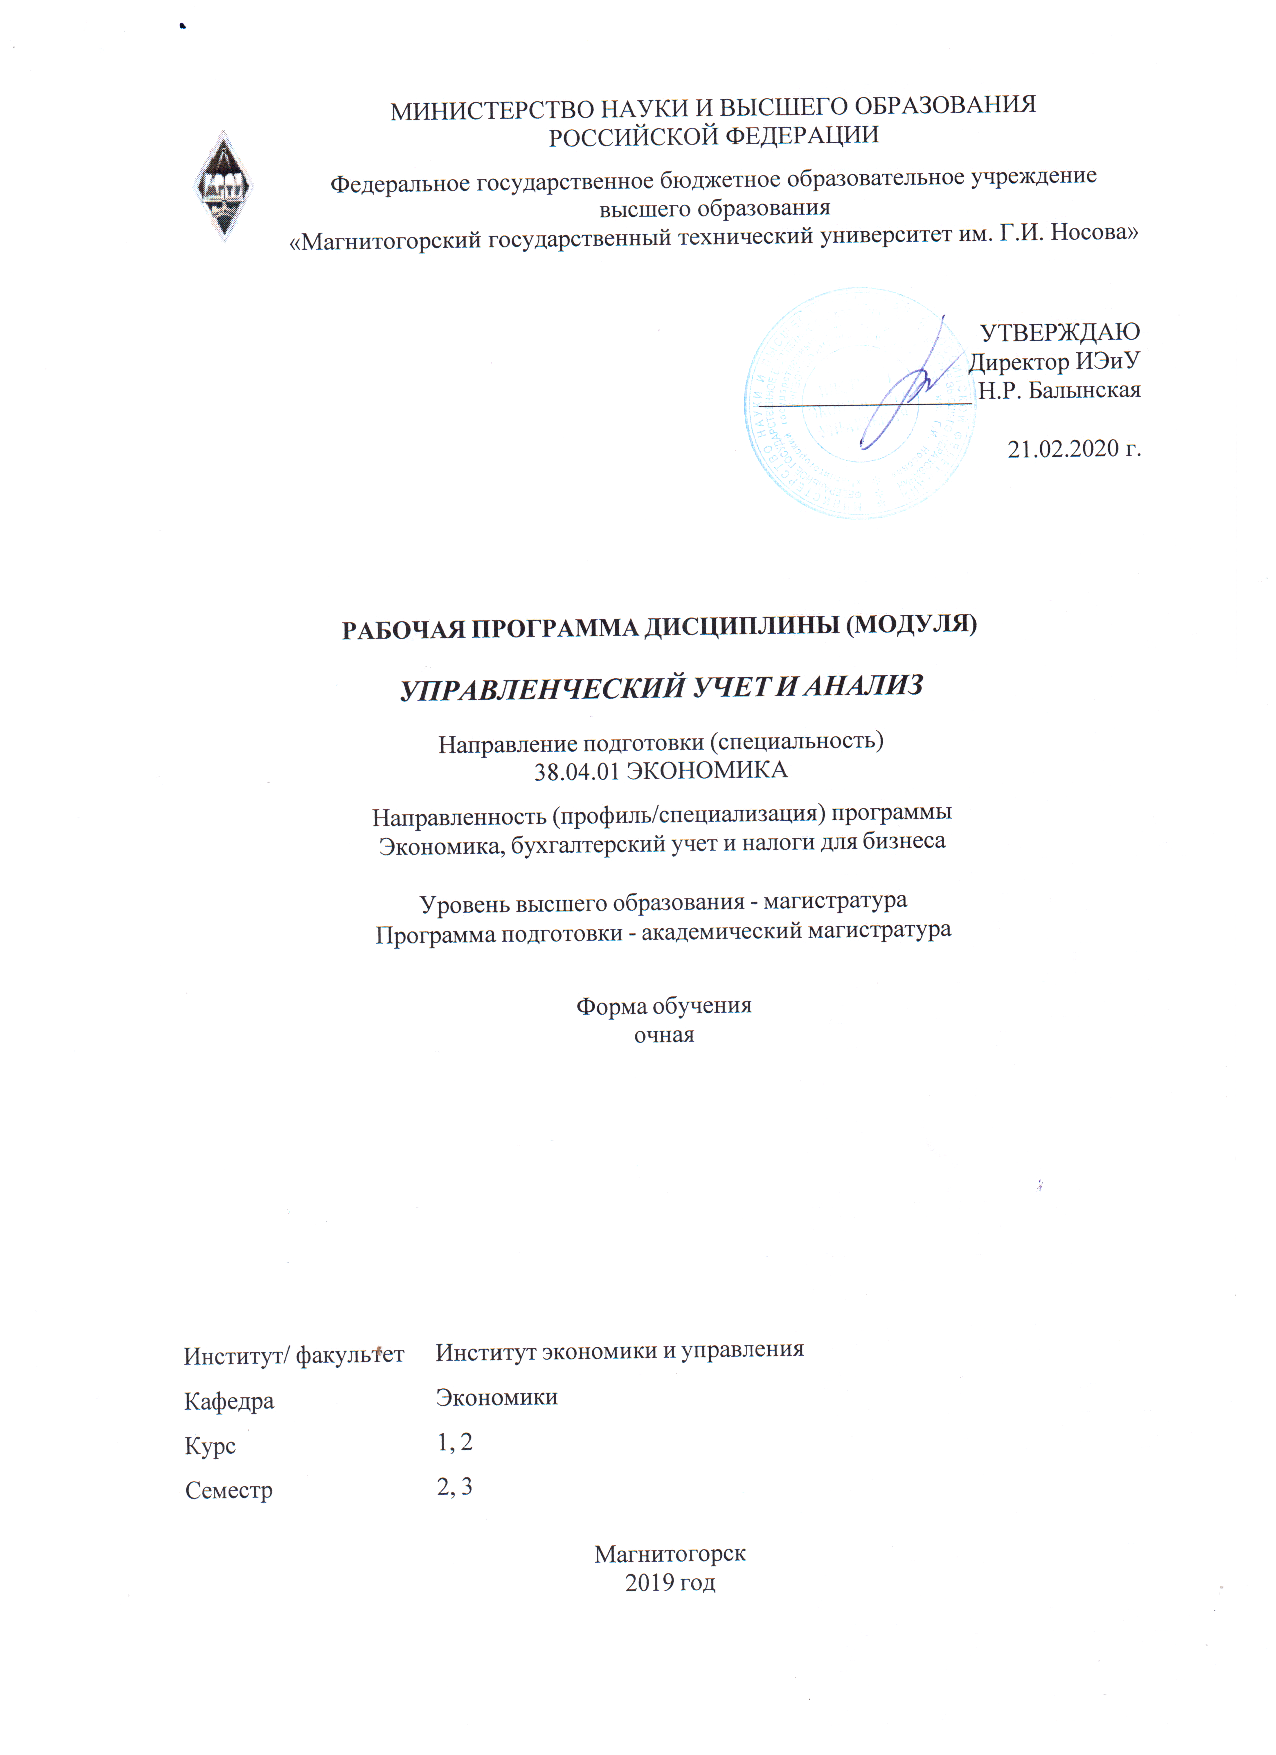 МИНИСТЕРСТВО НАУКИ И ВЫСШЕГО ОБРАЗОВАНИЯ
РОССИЙСКОЙ ФЕДЕРАЦИИ
МГТУ
Федеральное государственное бюджетное образовательное учреждение
высшего образования
«Магнитогорский государственный технический университет им. Г.И. Носова»
УТВЕРЖДАЮ
Директор ИЭиУ
Н.Р. Балынская
21.02.2020 г.
РАБОЧАЯ ПРОГРАММА ДИСЦИПЛИНЫ (МОДУЛЯ)
УПРАВЛЕНЧЕСКИЙ УЧЕТ И АНАЛИЗ
Направление подготовки (специальность)
38.04.01 ЭКОНОМИКА
Направленность (профиль/специализация) программы
Экономика, бухгалтерский учет и налоги для бизнеса
Уровень высшего образования - магистратура
Программа подготовки - академический магистратура
Форма обучения
очная
Институт/ факультет Институт экономики и управления
Кафедра Экономики
Курс 1, 2
Семестр 2, 3
Магнитогорск
2019 год